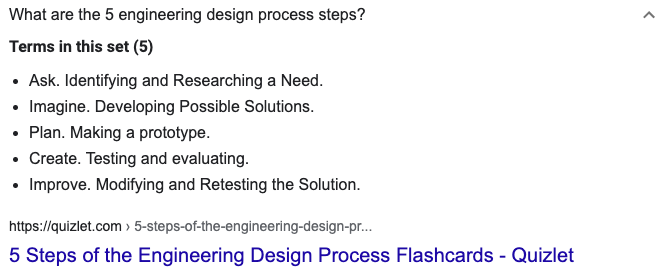 What are the 5 engineering design process steps?
Terms in this set (5)
• Ask. Identifying and Researching a Need.
• Imagine. Developing Possible Solutions.
• Plan. Making a prototype.
• Create. Testing and evaluating.
• Improve. Modifying and Retesting the Solution.
https://quizlet.com › 5-steps-of-the-engineering-design-pr...
5 Steps of the Engineering Design Process Flashcards - Quizlet